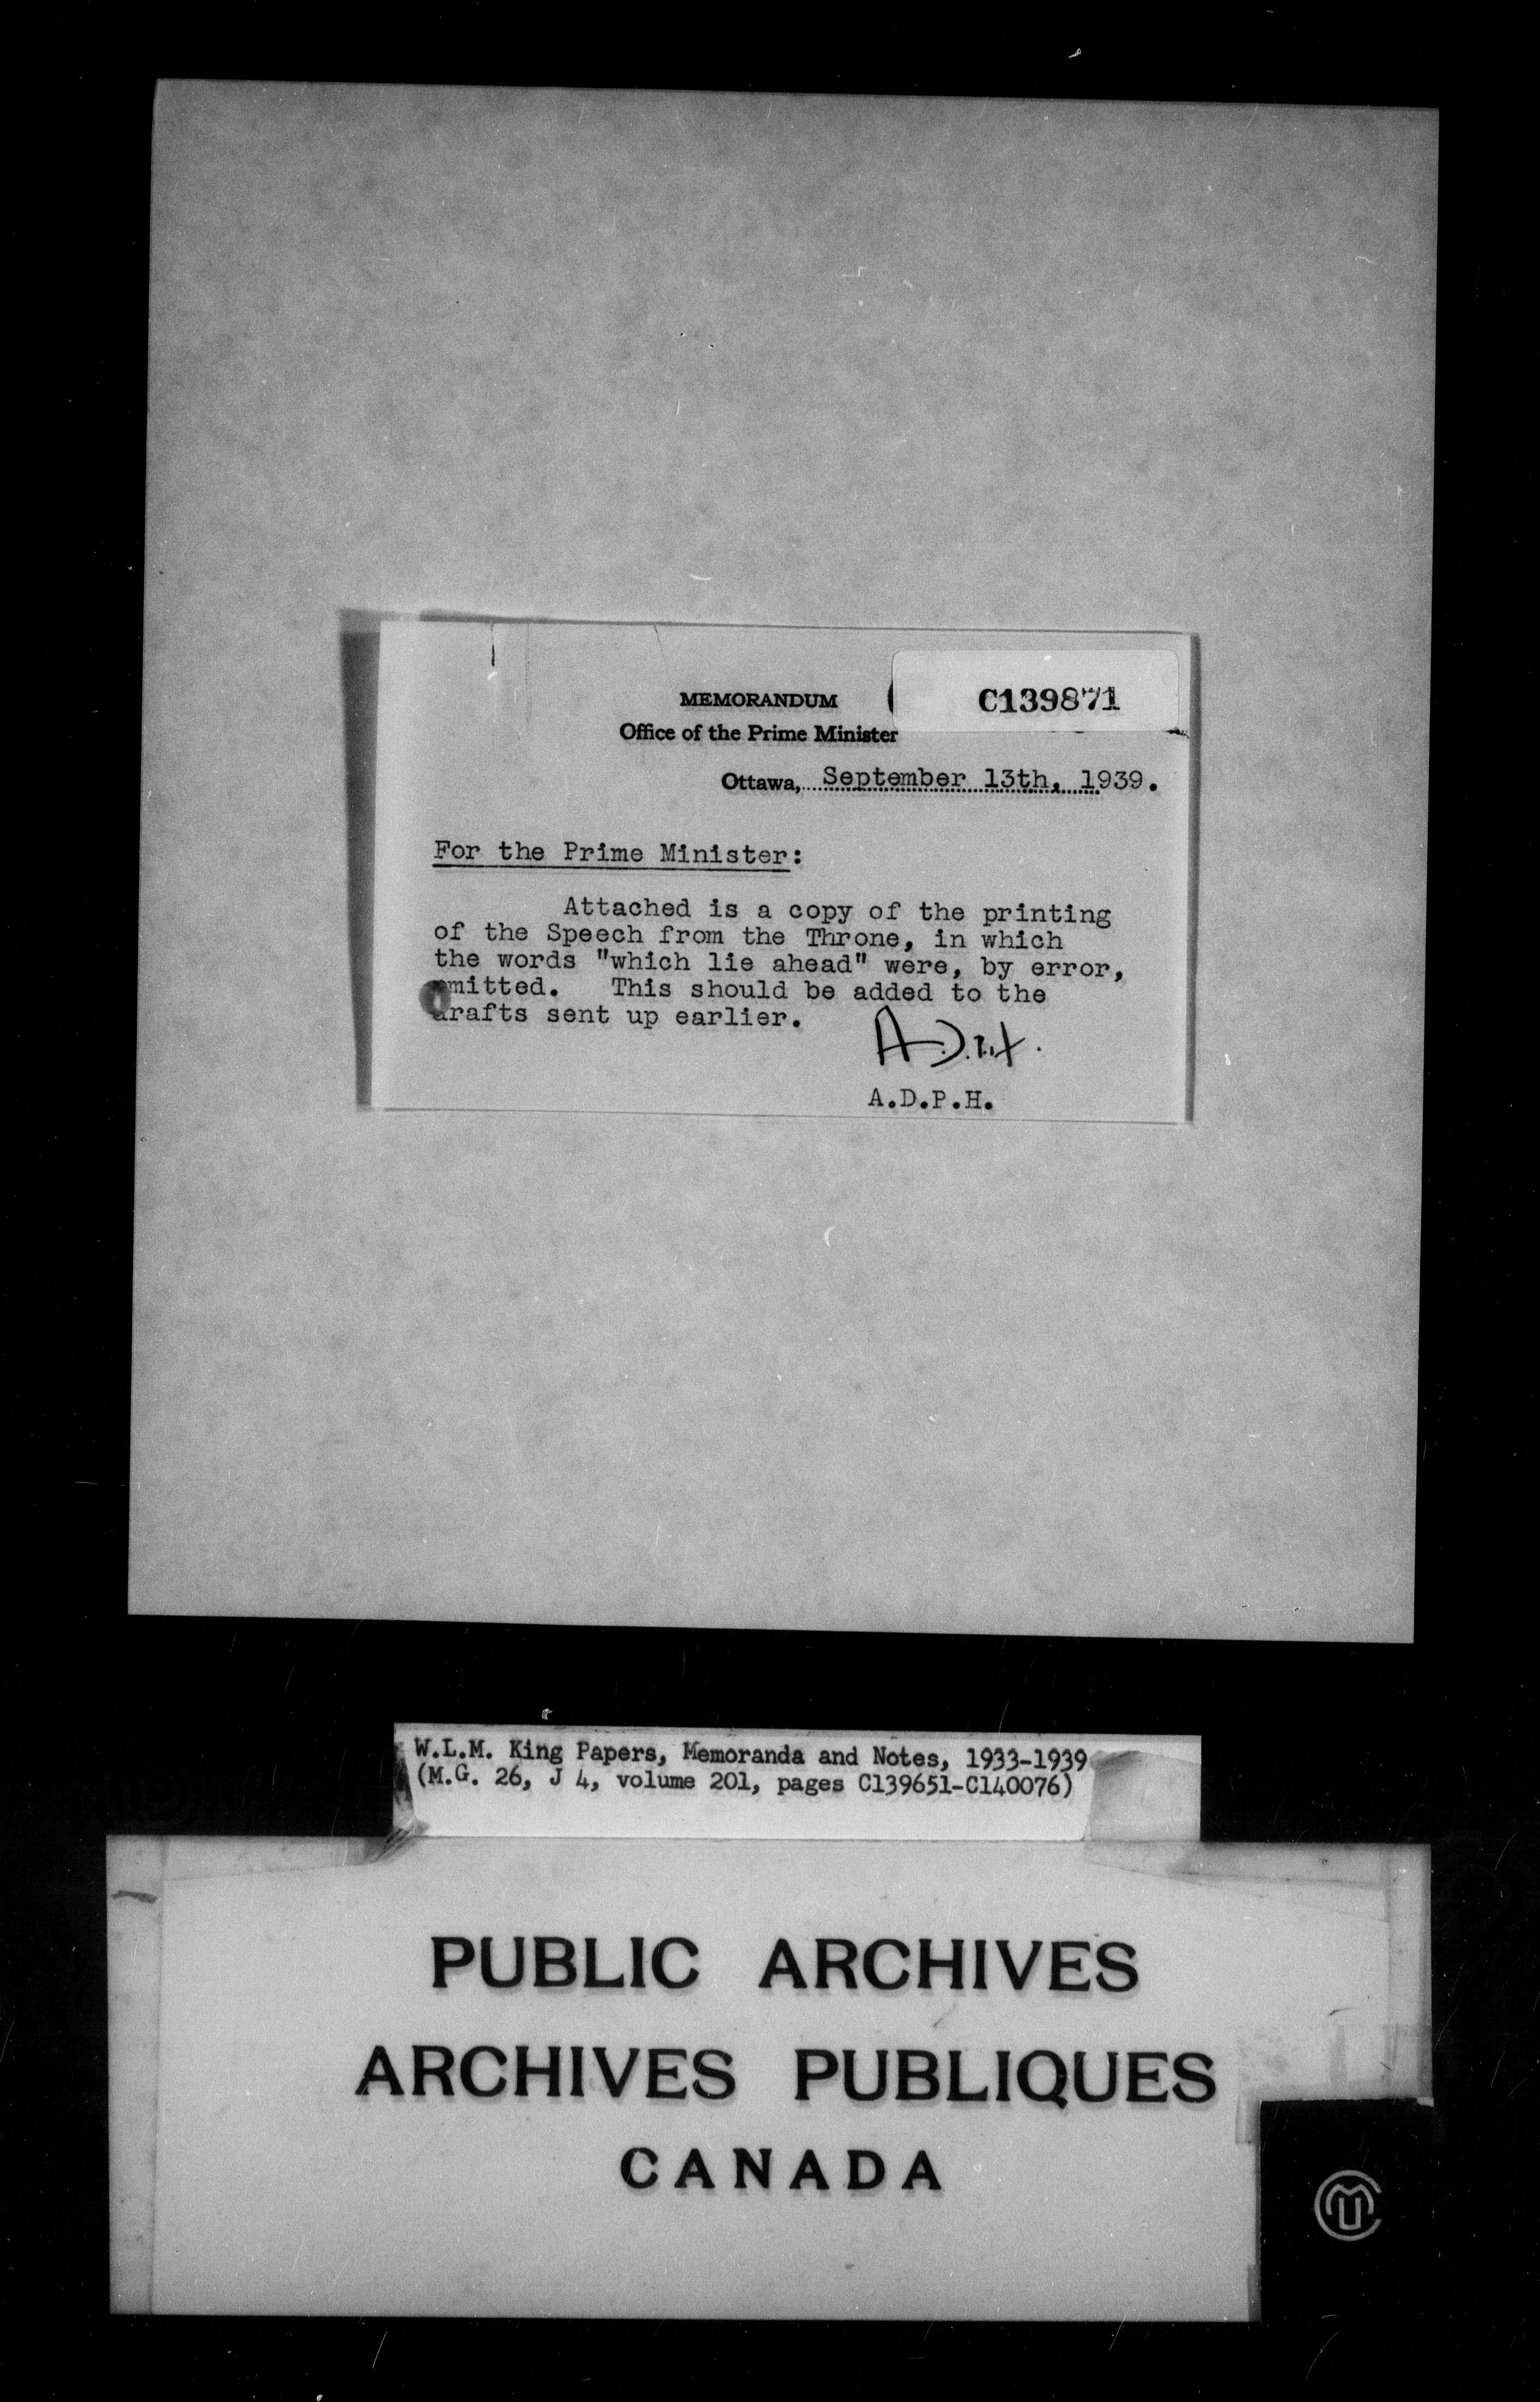 MEMORANDUM
C139871
Office of the Prime Minister
Ottawa, September 13th, 1939.
For the Prime Minister:
Attached is a copy of the printing
of the Speech from the Throne, in which
the words "which lie ahead" were, by error,
omitted. This should be added to the
drafts sent up earlier.
A.D.P.H.
A.D.P.H.
W.L.M. King Papers, Memoranda and Notes, 1933-1939
(M.G. 26, J 4, volume 201, pages C139651-C140076)
PUBLIC ARCHIVES
ARCHIVES PUBLIQUES
CANADA